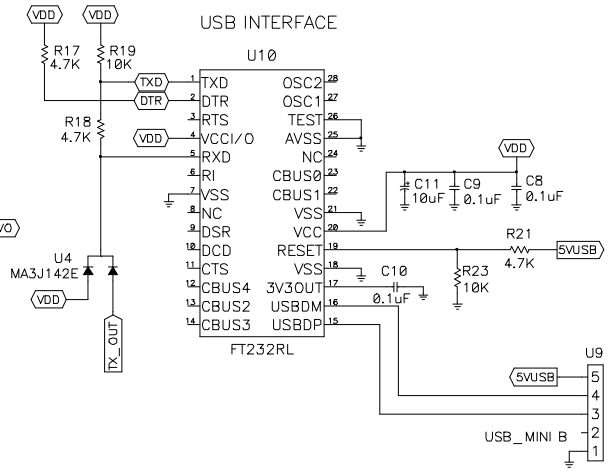 USB INTERFACE
VDD
VDD
R17
4.7K
R19
10K
U10
TXD
DTR
R18
4.7K
VDD
1 TXD
2 DTR
3 RTS
4 VCCI/O
5 RXD
6 RI
7 VSS
8 NC
9 DSR
10 DCD
11 CTS
12 CBUS4
13 CBUS2
14 CBUS3
OSC2 28
OSC1 27
TEST 26
AVSS 25
NC 24
CBUS0 23
CBUS1 22
VSS 21
VCC 20
RESET 19
VSS 18
3V3OUT 17
USBDM 16
USBDP 15
FT232RL
VDD
C11
10uF
C9
0.1uF
C8
0.1uF
R21
4.7K
5VUSB
R23
10K
C10
0.1uF
/O
U4
MA3J142E
VDD
TX_OUT
U9
5VUSB
5
4
3
2
1
USB_MINI B